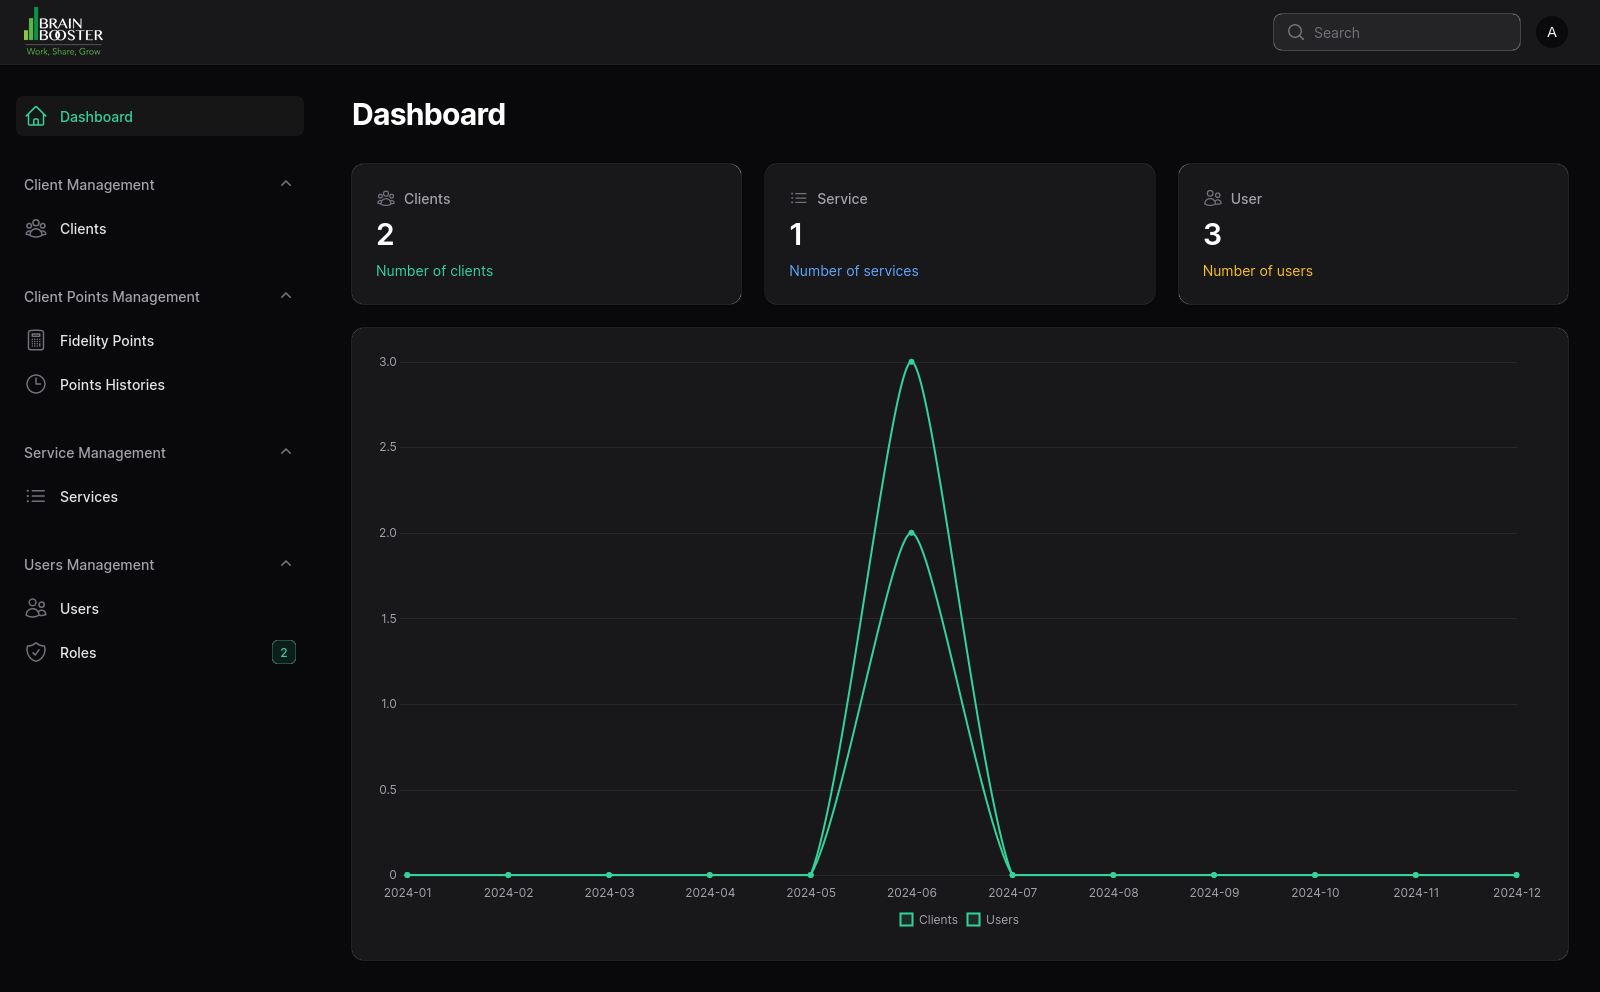 BRAIN
BOOSTER
Work, Share, Grow
Search
A
Dashboard
Client Management
Clients
Client Points Management
Fidelity Points
Points Histories
Service Management
Services
Users Management
Users
Roles
2
Dashboard
Clients
2
Number of clients
Service
1
Number of services
User
3
Number of users
3.0
2.5
2.0
1.5
1.0
0.5
0
2024-01 2024-02 2024-03 2024-04 2024-05 2024-06 2024-07 2024-08 2024-09 2024-10 2024-11 2024-12
Clients Users